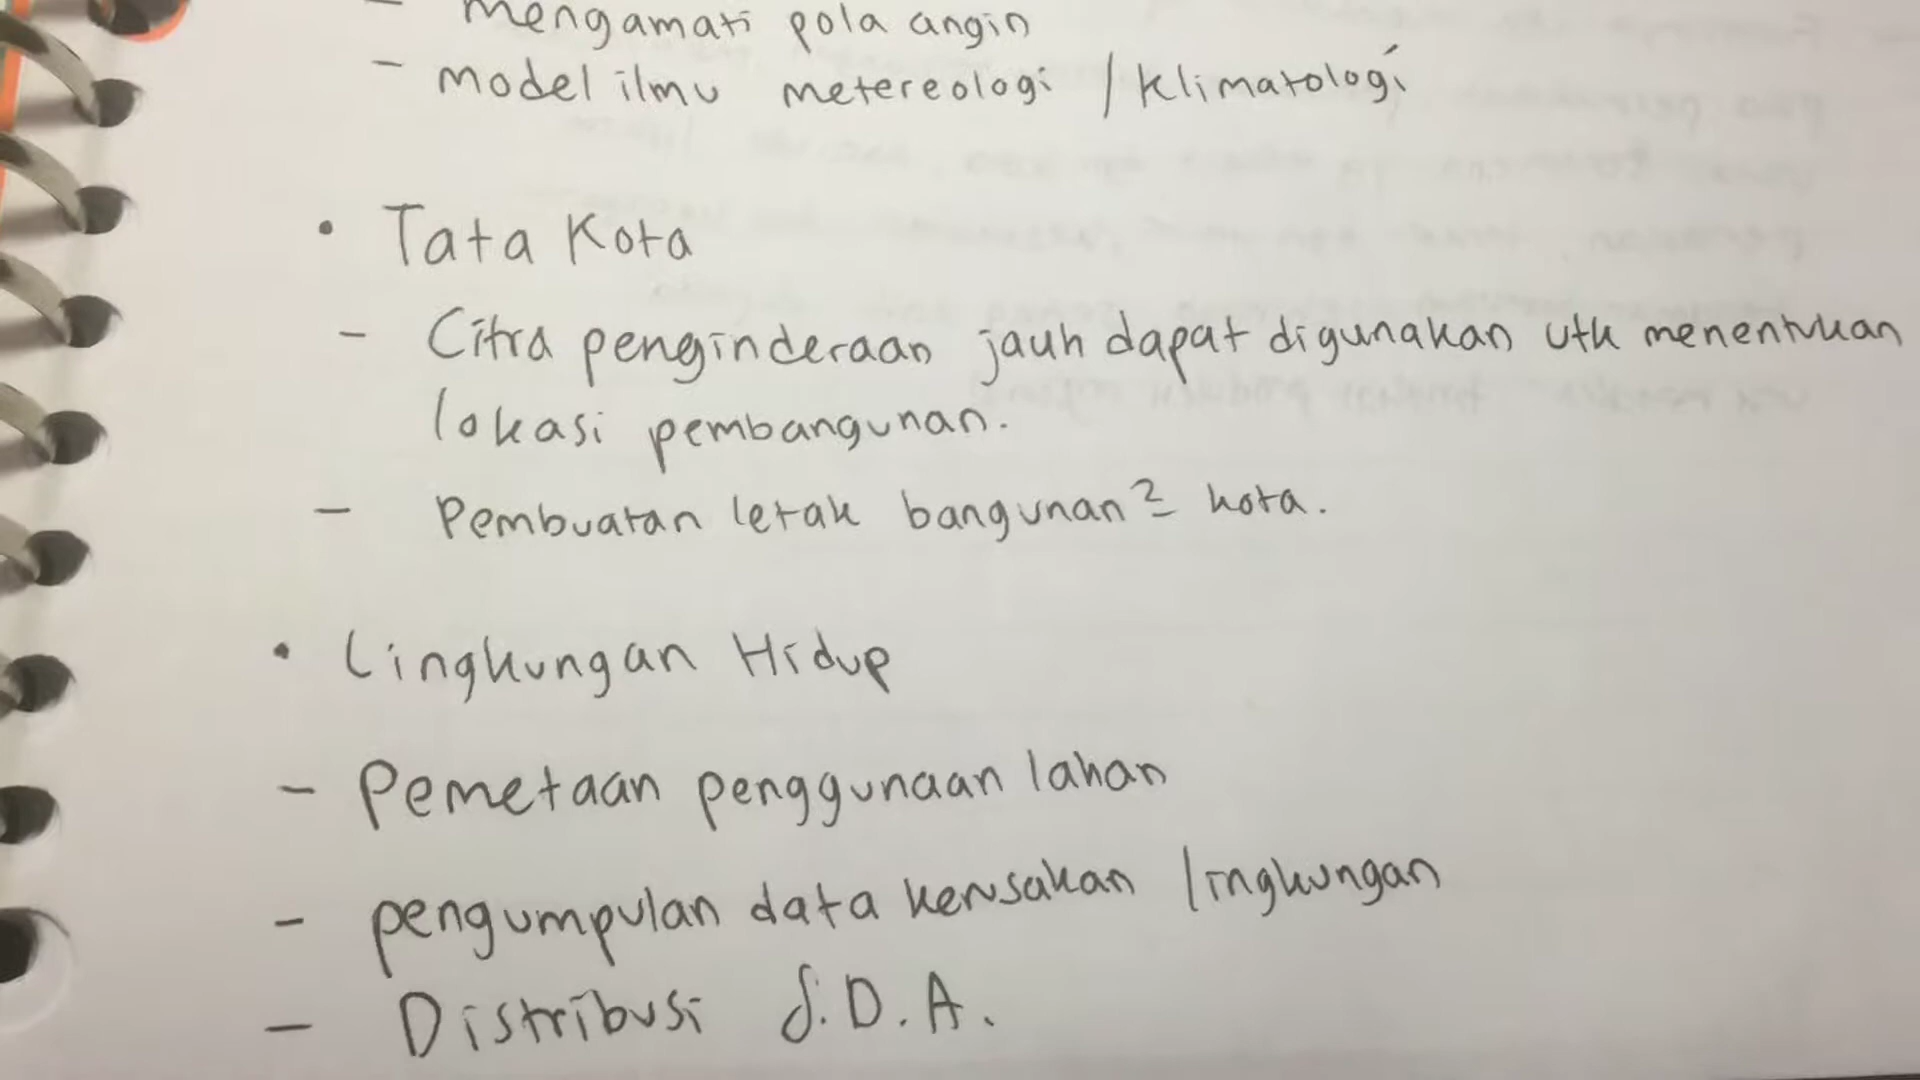 - mengamati pola angin
- model ilmu metereologi / klimatologi
• Tata Kota
- Citra penginderaan jauh dapat digunakan utk menentukan
lokasi pembangunan.
- Pembuatan letak bangunan² kota.
• Lingkungan Hidup
- Pemetaan penggunaan lahan
- pengumpulan data kerusakan lingkungan
- Distribusi S.D.A.